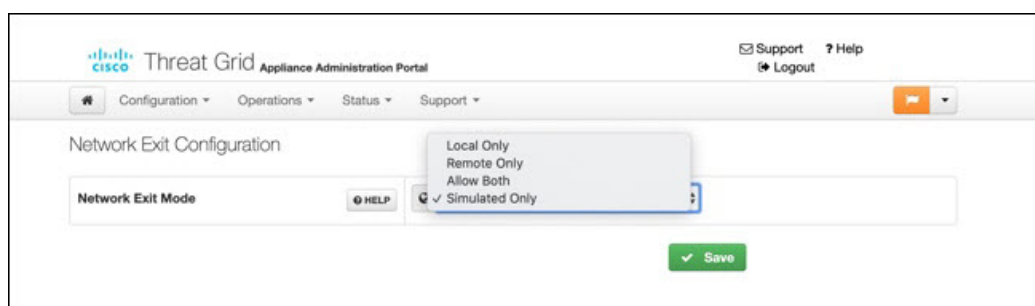 Support ? Help
cisco Threat Grid Appliance Administration Portal
Logout
Configuration Operations Status Support
Network Exit Configuration
Local Only
Remote Only
Allow Both
Network Exit Mode HELP ✓ Simulated Only
✓ Save